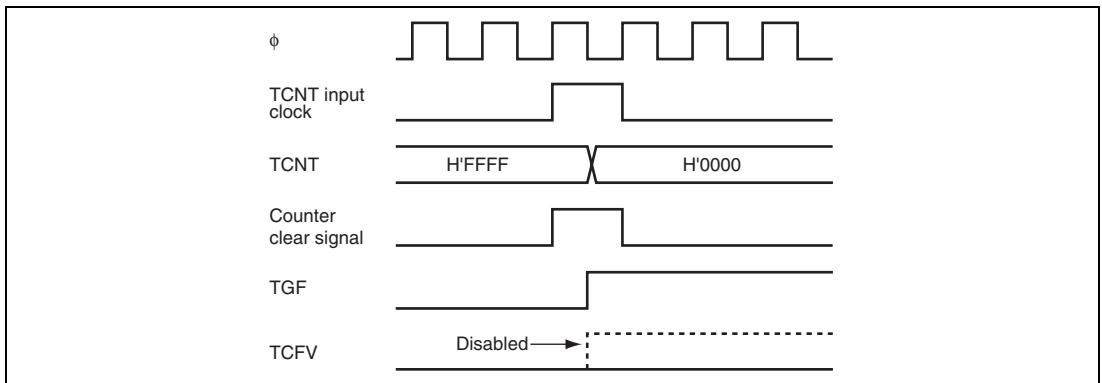 ϕ
TCNT input
clock
TCNT
H'FFFF
H'0000
Counter
clear signal
TGF
Disabled
TCFV